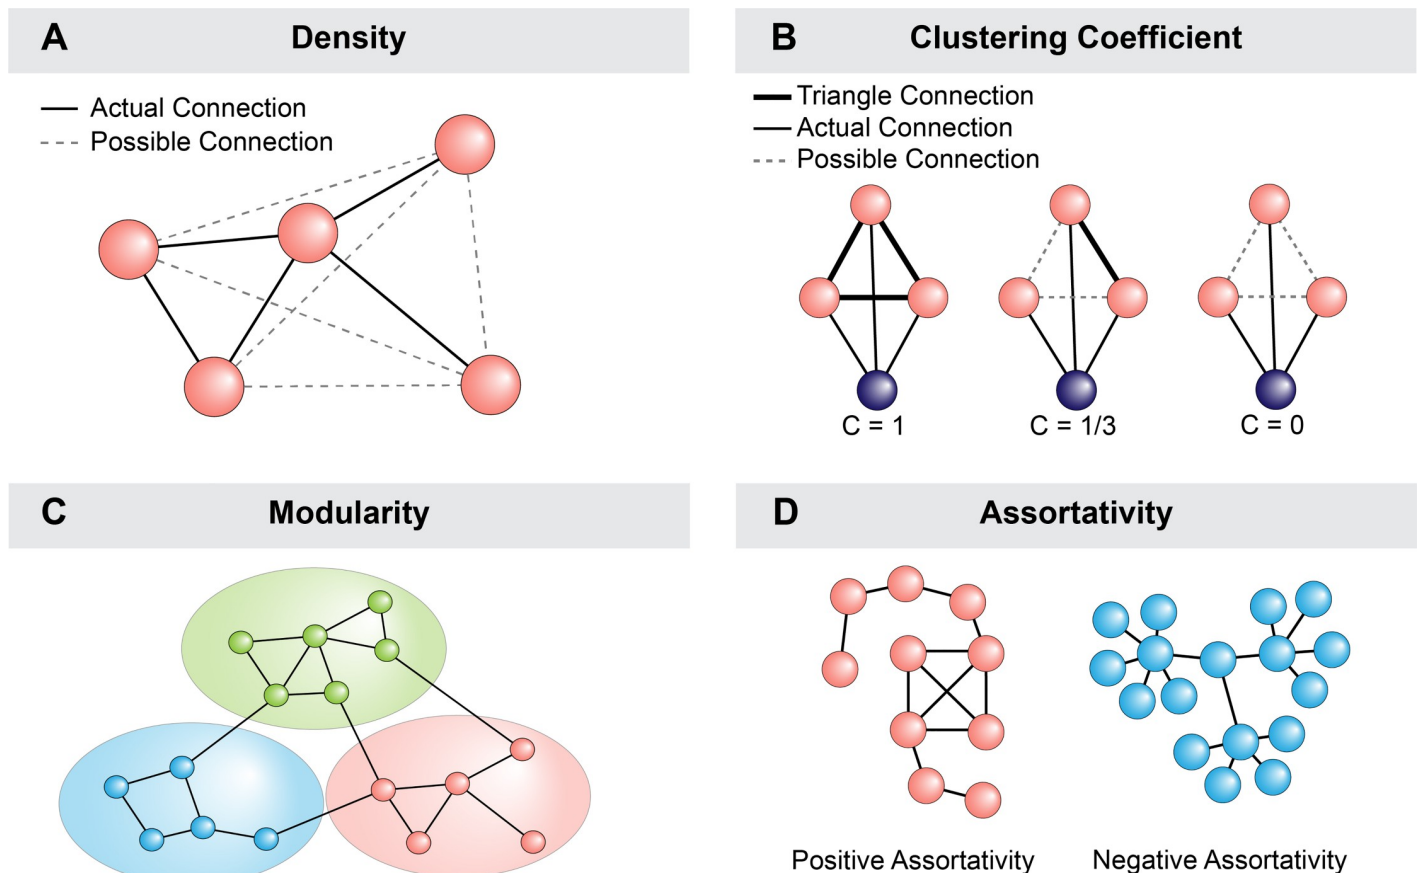 A Density
Actual Connection
Possible Connection
B Clustering Coefficient
Triangle Connection
Actual Connection
Possible Connection
C = 1
C = 1/3
C = 0
C Modularity
D Assortativity
Positive Assortativity
Negative Assortativity